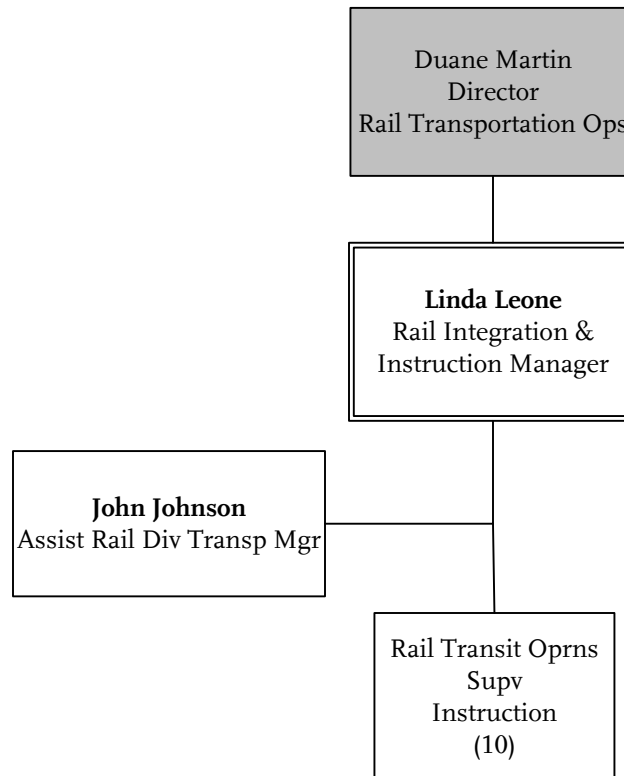 Duane Martin
Director
Rail Transportation Ops
Linda Leone
Rail Integration &
Instruction Manager
John Johnson
Assist Rail Div Transp Mgr
Rail Transit Oprns
Supv
Instruction
(10)